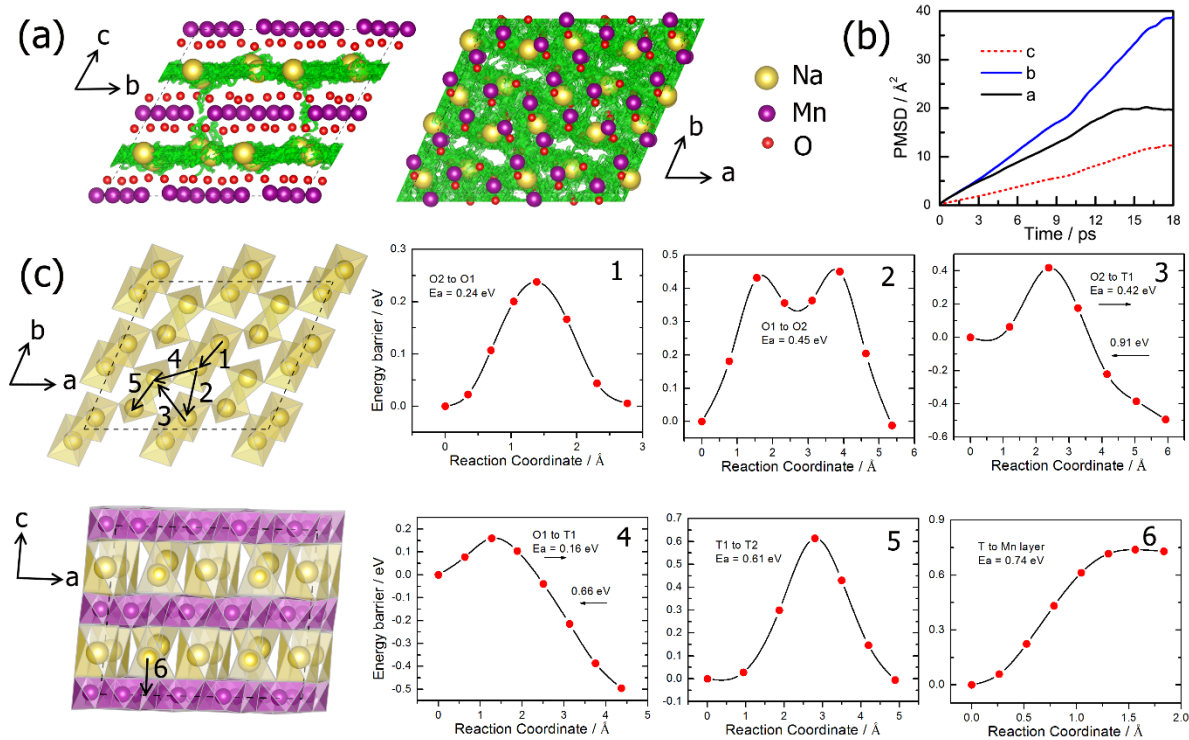 (a)
c
b
b
a
Na
Mn
O
(b)
PMSD / Å²
40
30
20
10
0
c
b
a
0 3 6 9 12 15 18
Time / ps
(c)
b
a
1
2
3
4
5
Energy barrier / eV
0.3
0.2
0.1
0.0
O2 to O1
Ea = 0.24 eV
1
0 1 2 3
Reaction Coordinate / Å
0.5
0.4
0.3
0.2
0.1
0.0
2
O1 to O2
Ea = 0.45 eV
0 1 2 3 4 5 6
Reaction Coordinate / Å
0.4
0.2
0.0
-0.2
-0.4
-0.6
3
O2 to T1
Ea = 0.42 eV
0.91 eV
0 1 2 3 4 5 6
Reaction Coordinate / Å
c
a
6
Energy barrier / eV
0.2
0.1
0.0
-0.1
-0.2
-0.3
-0.4
-0.5
4
O1 to T1
Ea = 0.16 eV
0.66 eV
0 1 2 3 4 5
Reaction Coordinate / Å
0.7
0.6
0.5
0.4
0.3
0.2
0.1
0.0
-0.1
T1 to T2
Ea = 0.61 eV
5
0 1 2 3 4 5
Reaction Coordinate / Å
0.9
0.6
0.3
0.0
T to Mn layer
Ea = 0.74 eV
6
0.0 0.5 1.0 1.5 2.0
Reaction Coordinate / Å